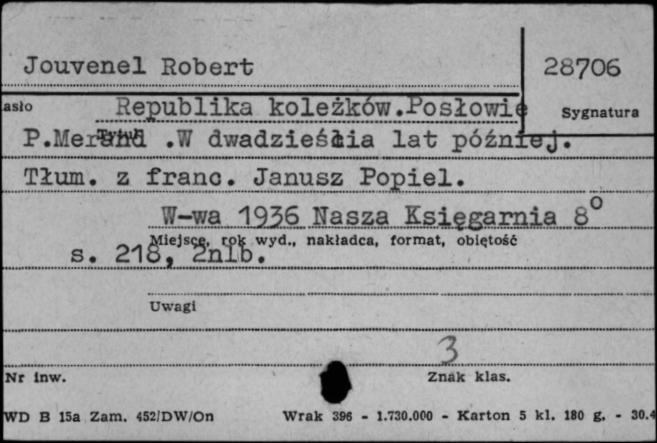 Jouvenel Robert
28706
asło
Republika koleżków.Posłowie
Sygnatura
P.Merand .W dwadzieścia lat później.
Tytuł
Tłum. z franc. Janusz Popiel.
W-wa 1936 Nasza Księgarnia 8°
Miejsce, rok wyd., nakładca, format, objętość
s. 218, 2nlb.
Uwagi
3
Nr inw.
Znak klas.
WD B 15a Zam. 452/DW/On Wrak 396 - 1.730.000 - Karton 5 kl. 180 g. - 30.4